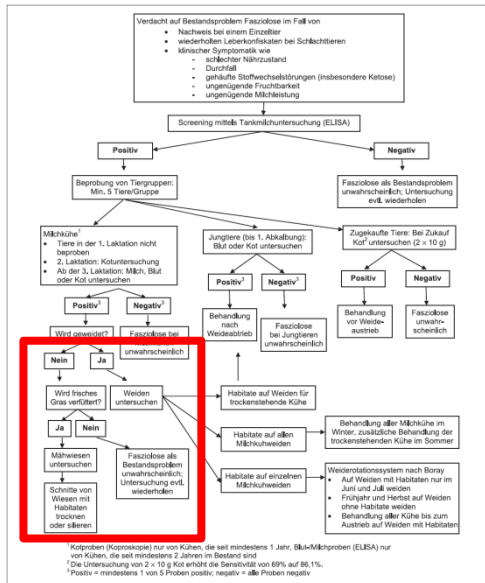 Verdacht auf Bestandsproblem Fasziolose im Fall von
• Nachweis bei einem Einzeltier
• wiederholten Leberkonfiskaten bei Schlachttieren
• klinischer Symptomatik wie
- schlechter Nährzustand
- Durchfall
- gehäufte Stoffwechselstörungen (insbesondere Ketose)
- ungenügende Fruchtbarkeit
- ungenügende Milchleistung
Screening mittels Tankmilchuntersuchung (ELISA)
Positiv
Negativ
Beprobung von Tiergruppen:
Min. 5 Tiere/Gruppe
Fasziolose als Bestandsproblem
unwahrscheinlich; Untersuchung
evtl. wiederholen
Milchkühe1
• Tiere in der 1. Laktation nicht
beproben
• 2. Laktation: Kotuntersuchung
• Ab der 3. Laktation: Milch, Blut
oder Kot untersuchen
Jungtiere (bis 1. Abkalbung):
Blut oder Kot untersuchen
Zugekaufte Tiere: Bei Zukauf
Kot2 untersuchen (2 × 10 g)
Positiv3
Negativ3
Positiv3
Negativ3
Positiv
Negativ
Wird geweidet?
Fasziolose bei
unwahrscheinlich
Behandlung
nach
Weideabtrieb
Fasziolose
bei Jungtieren
unwahrscheinlich
Behandlung
vor Weide-
austrieb
Fasziolose
unwahr-
scheinlich
Nein
Ja
Wird frisches
Gras verfüttert?
Weiden
untersuchen
Habitate auf Weiden für
trockenstehende Kühe
Ja
Nein
Mähwiesen
untersuchen
Fasziolose als
Bestandsproblem
unwahrscheinlich;
Untersuchung evtl.
wiederholen
Schnitte von
Wiesen mit
Habitaten
trocknen
oder silieren
Habitate auf allen
Milchkuhweiden
Behandlung aller Milchkühe im
Winter, zusätzliche Behandlung der
trockenstehenden Kühe im Sommer
Habitate auf einzelnen
Milchkuhweiden
Weiderotationssystem nach Boray
• Auf Weiden mit Habitaten nur im
Juni und Juli weiden
• Frühjahr und Herbst auf Weiden
ohne Habitate weiden
• Behandlung aller Kühe bis zum
Austrieb auf Weiden mit Habitaten
1 Kotproben (Koproskopie) nur von Kühen, die seit mindestens 1 Jahr, Blut-/Milchproben (ELISA) nur
von Kühen, die seit mindestens 2 Jahren im Bestand sind
2 Die Untersuchung von 2 × 10 g Kot erhöht die Sensitivität von 69% auf 86,1%.
3 Positiv = mindestens 1 von 5 Proben positiv; negativ = alle Proben negativ